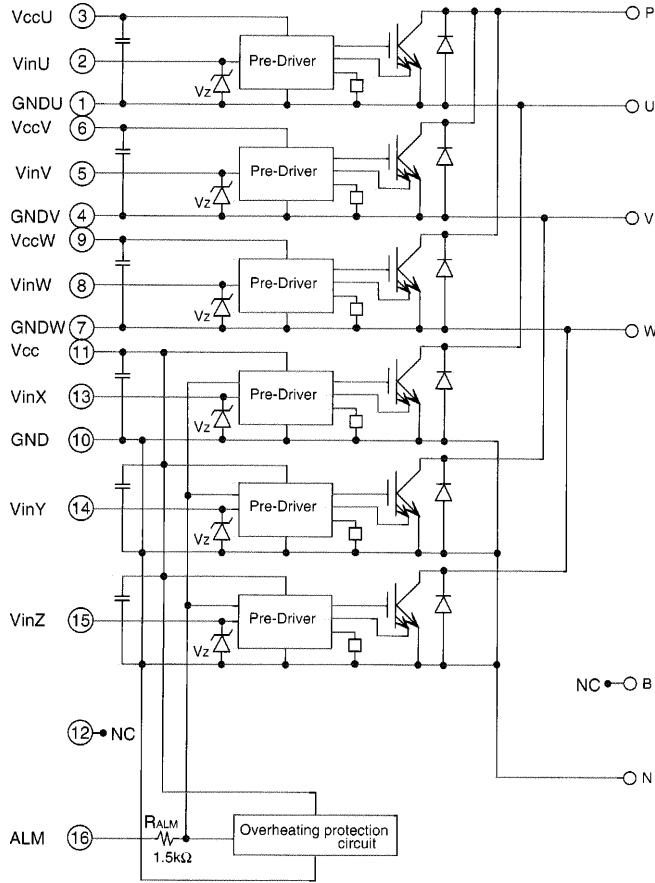 VccU 3 P
VinU 2 Pre-Driver
Vz
GNDU 1 U
VccV 6
VinV 5 Pre-Driver
Vz
GNDV 4 V
VccW 9
VinW 8 Pre-Driver
Vz
GNDW 7 W
Vcc 11
VinX 13 Pre-Driver
Vz
GND 10
VinY 14 Pre-Driver
Vz
VinZ 15 Pre-Driver
Vz
NC B
12 NC
N
RALM
ALM 16 Overheating protection
circuit
1.5kΩ